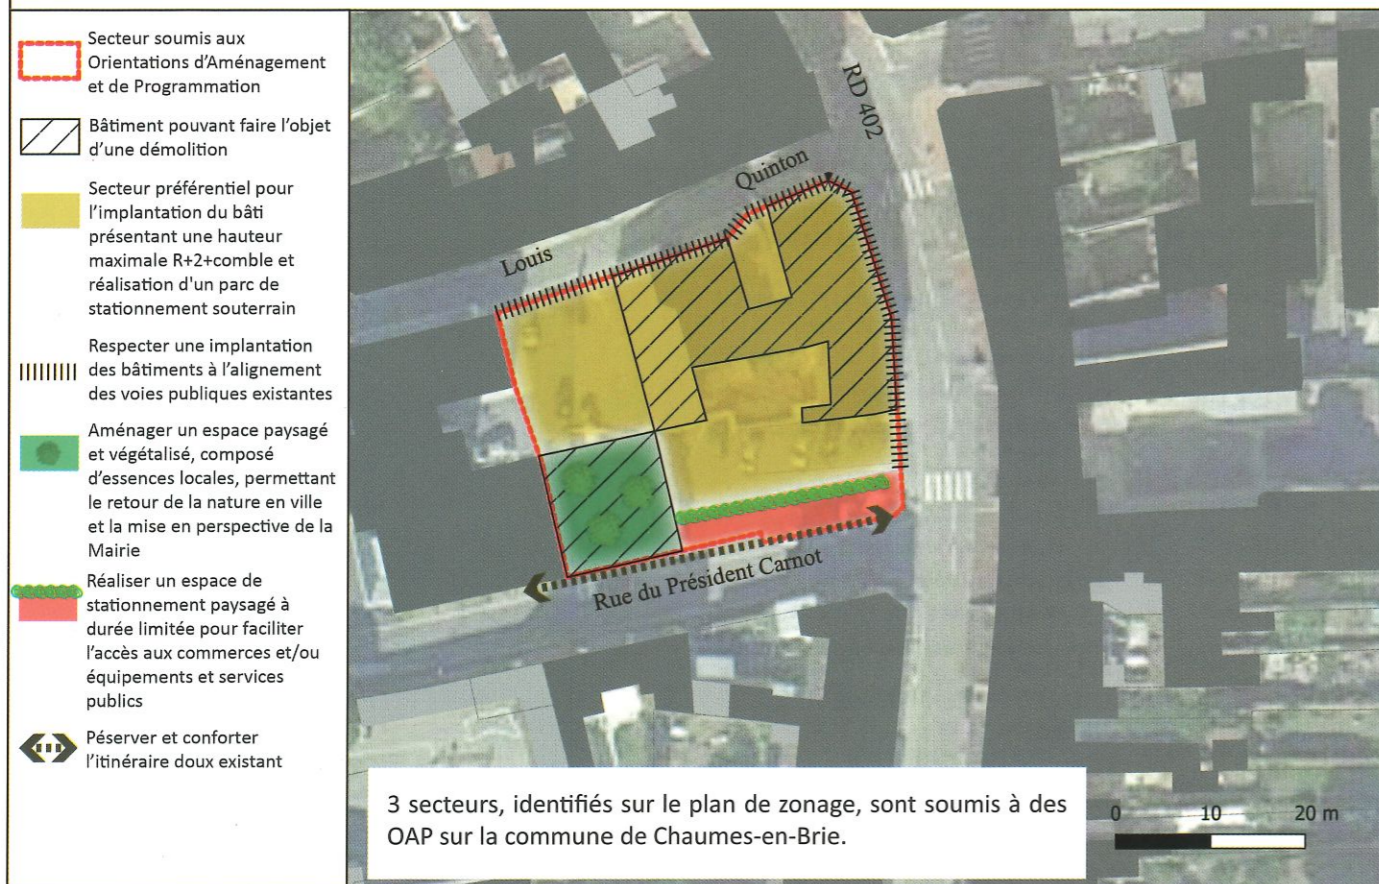 Secteur soumis aux
Orientations d’Aménagement
et de Programmation
Bâtiment pouvant faire l’objet
d’une démolition
Secteur préférentiel pour
l’implantation du bâti
présentant une hauteur
maximale R+2+comble et
réalisation d'un parc de
stationnement souterrain
Respecter une implantation
des bâtiments à l’alignement
des voies publiques existantes
Aménager un espace paysagé
et végétalisé, composé
d’essences locales, permettant
le retour de la nature en ville
et la mise en perspective de la
Mairie
Réaliser un espace de
stationnement paysagé à
durée limitée pour faciliter
l’accès aux commerces et/ou
équipements et services
publics
Péserver et conforter
l’itinéraire doux existant
RD 402
Louis Quinton
Rue du Président Carnot
3 secteurs, identifiés sur le plan de zonage, sont soumis à des
OAP sur la commune de Chaumes-en-Brie.
0 10 20 m